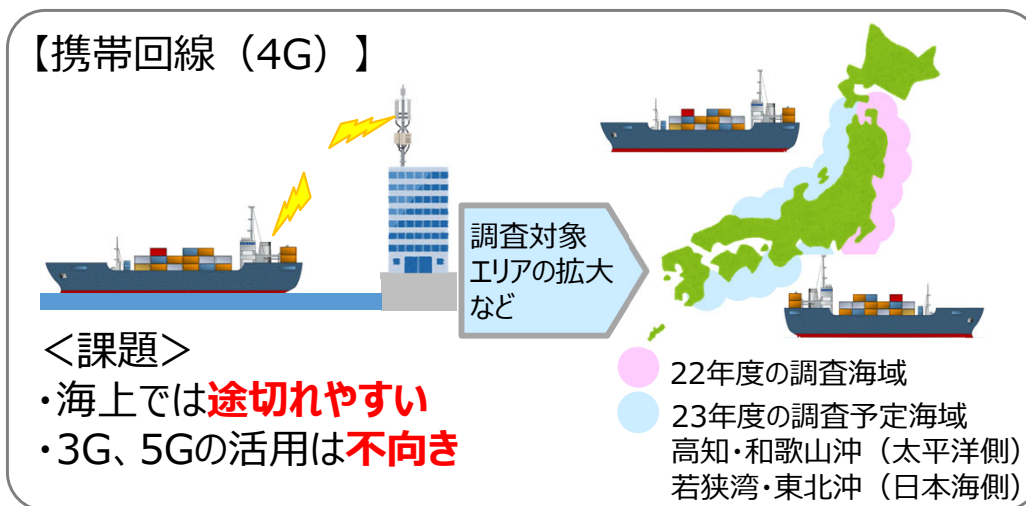 【携帯回線（4G）】
調査対象
エリアの拡大
など
＜課題＞
・海上では途切れやすい
・3G、5Gの活用は不向き
22年度の調査海域
23年度の調査予定海域
高知・和歌山沖（太平洋側）
若狭湾・東北沖（日本海側）